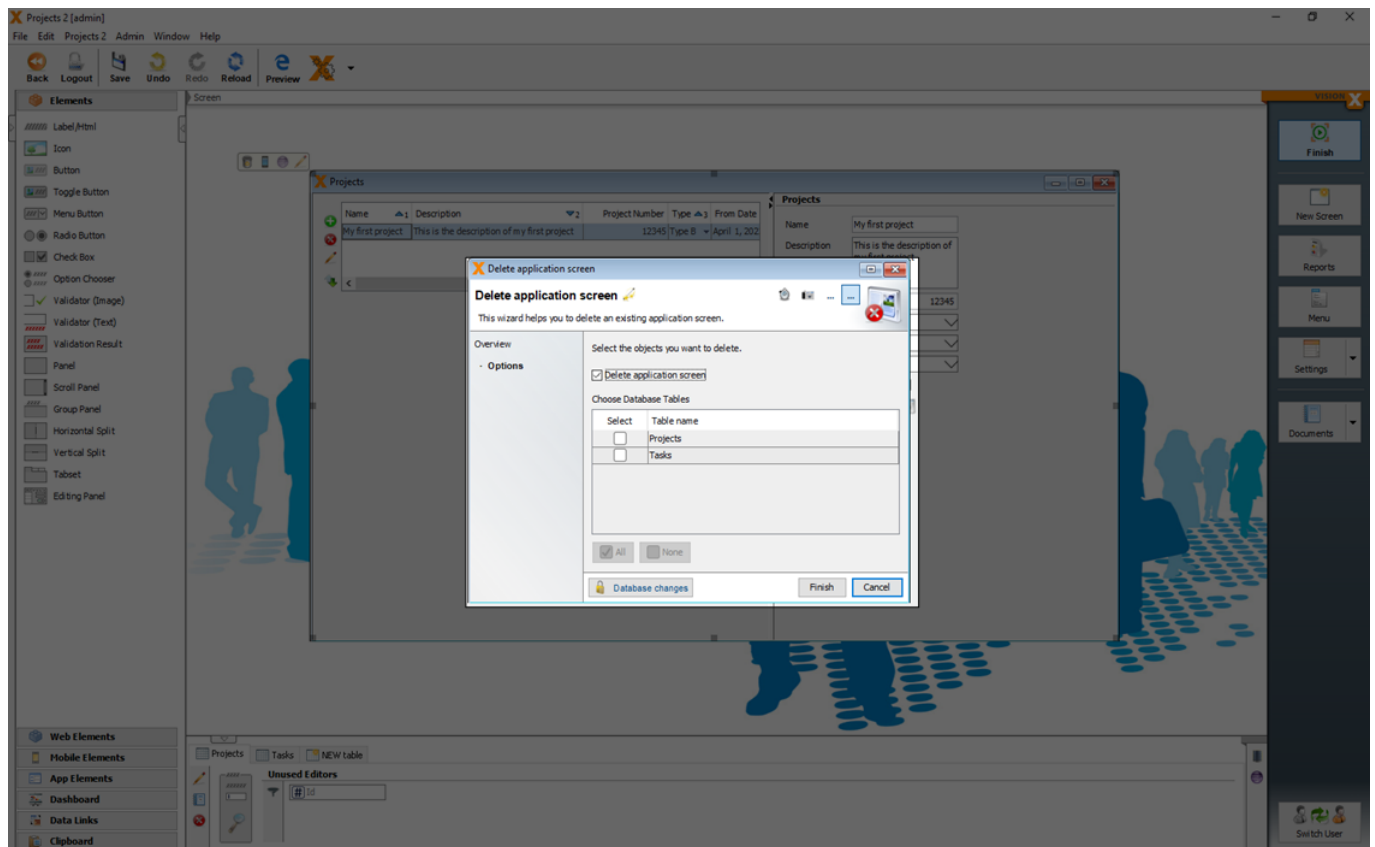 Projects 2 [admin]
File Edit Projects 2 Admin Window Help
Back Logout Save Undo Redo Reload Preview
Elements
Screen
VISION X
Label/Html
Icon
Button
Toggle Button
Menu Button
Radio Button
Check Box
Option Chooser
Validator (Image)
Validator (Text)
Validation Result
Panel
Scroll Panel
Group Panel
Horizontal Split
Vertical Split
Tabset
Editing Panel
Web Elements
Mobile Elements
App Elements
Dashboard
Data Links
Clipboard
Projects
Name 1 Description 2 Project Number Type 3 From Date
My first project This is the description of my first project 12345 Type B April 1, 202
Projects
Name My first project
Description This is the description of
my first project
12345
Delete application screen
Delete application screen
... ...
This wizard helps you to delete an existing application screen.
Overview
- Options
Select the objects you want to delete.
Delete application screen
Choose Database Tables
Select Table name
Projects
Tasks
All None
Database changes Finish Cancel
Projects Tasks NEW table
Unused Editors
# Id
Finish
New Screen
Reports
Menu
Settings
Documents
Switch User